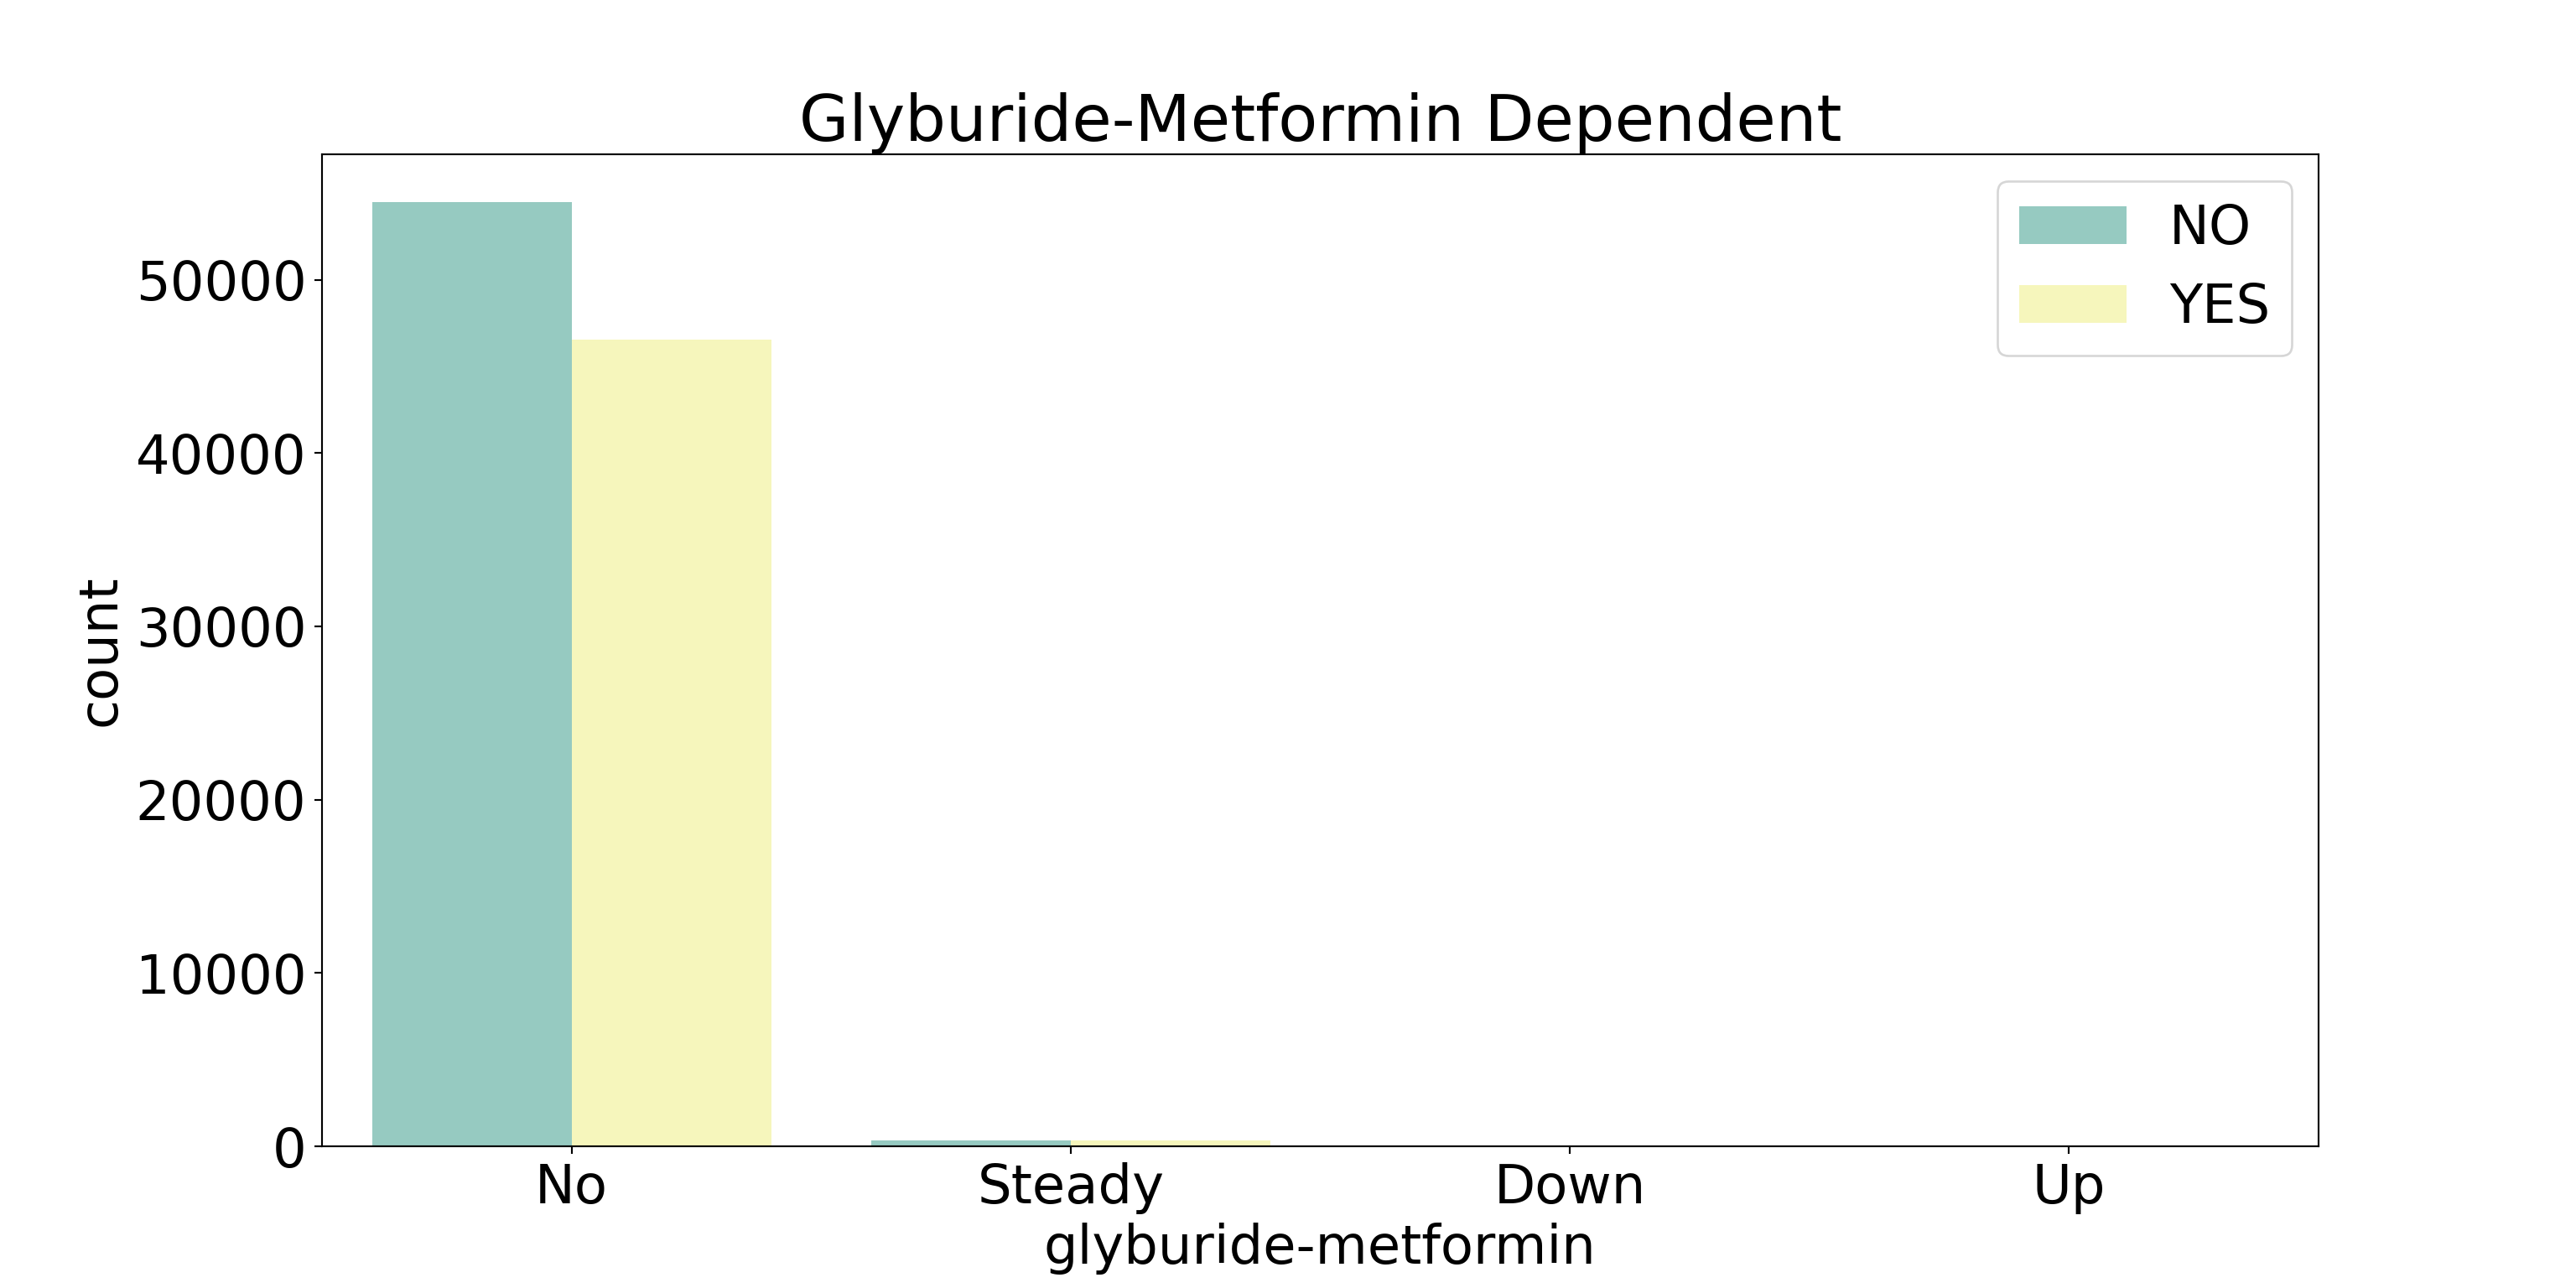 Glyburide-Metformin Dependent
NO
YES
50000
40000
30000
20000
10000
0
count
No
Steady
Down
Up
glyburide-metformin